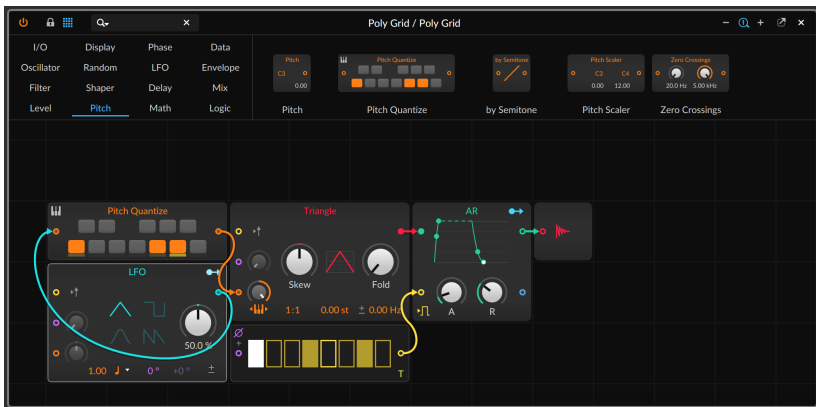 Poly Grid / Poly Grid
I/O Display Phase Data
Oscillator Random LFO Envelope
Filter Shaper Delay Mix
Level Pitch Math Logic
Pitch
C3
0.00
Pitch
Pitch Quantize
Pitch Quantize
by Semitone
by Semitone
Pitch Scaler
C3 C4
0.00 12.00
Pitch Scaler
Zero Crossings
20.0 Hz 5.00 kHz
Zero Crossings
Pitch Quantize
LFO
50.0 %
1.00 0° +0° ±
Triangle
Skew Fold
1:1 0.00 st ± 0.00 Hz
T
AR
A R